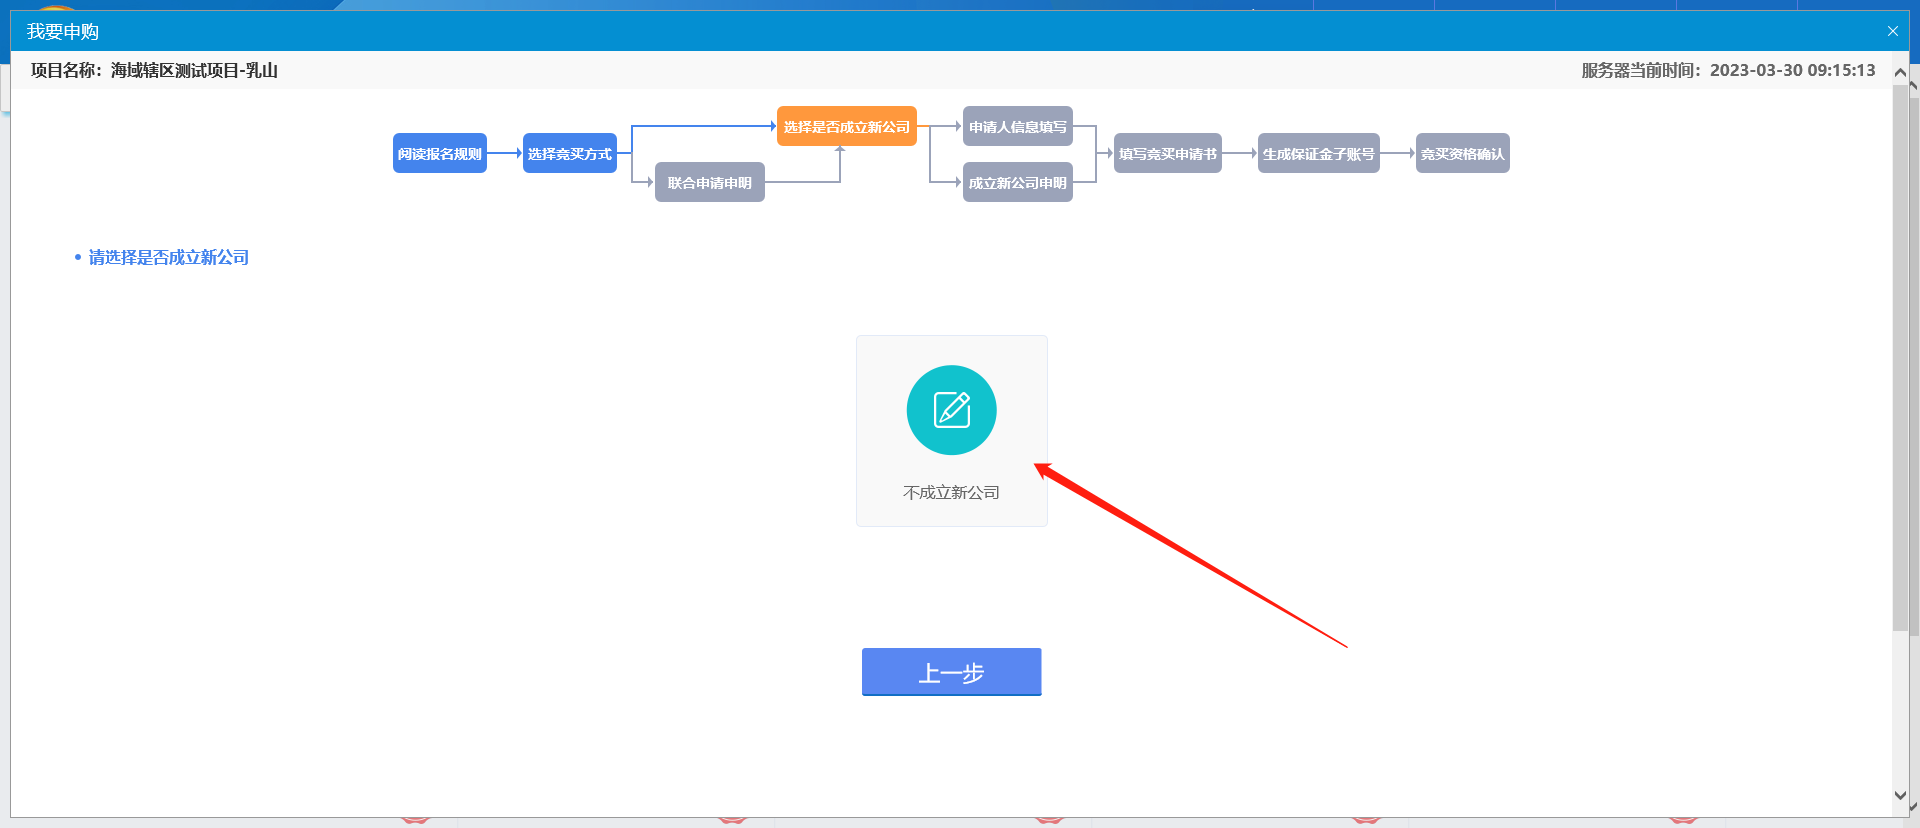 我要申购
项目名称：海域辖区测试项目-乳山
服务器当前时间：2023-03-30 09:15:13
阅读报名规则
选择竞买方式
联合申请申明
选择是否成立新公司
申请人信息填写
成立新公司申明
填写竞买申请书
生成保证金子账号
竞买资格确认
请选择是否成立新公司
不成立新公司
上一步